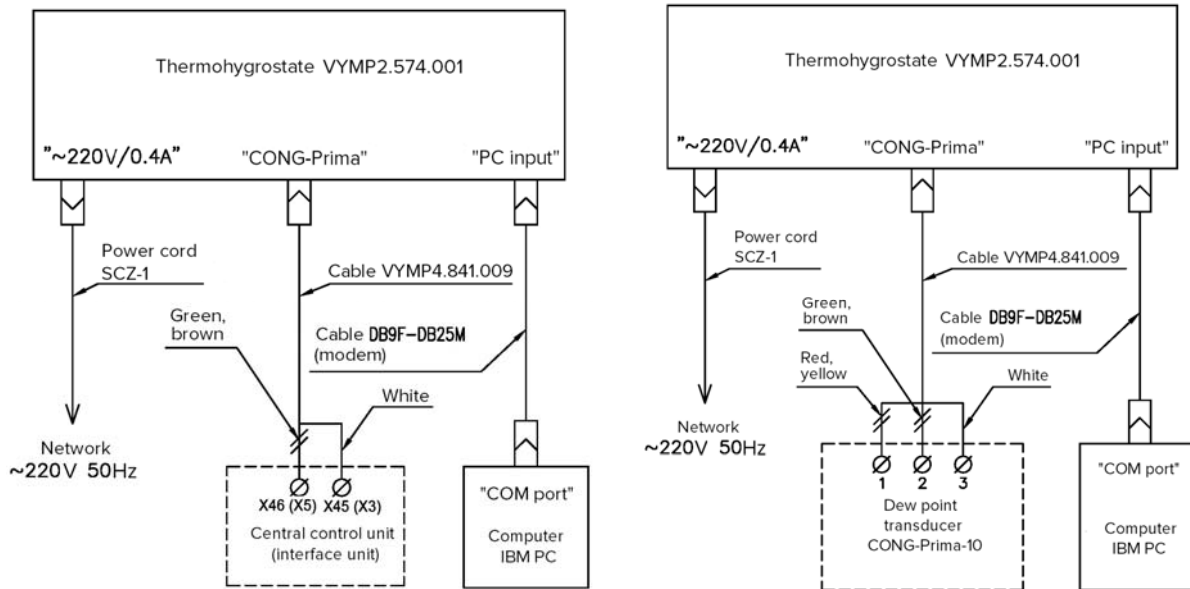 Thermohygrostate VYMP2.574.001
"~220V/0.4A"
"CONG-Prima"
"PC input"
Power cord
SCZ-1
Cable VYMP4.841.009
Green,
brown
Cable DB9F-DB25M
(modem)
White
Network
~220V 50Hz
X46 (X5)
X45 (X3)
Central control unit
(interface unit)
"COM port"
Computer
IBM PC
Thermohygrostate VYMP2.574.001
"~220V/0.4A"
"CONG-Prima"
"PC input"
Power cord
SCZ-1
Cable VYMP4.841.009
Green,
brown
Cable DB9F-DB25M
(modem)
Red,
yellow
White
Network
~220V 50Hz
1
2
3
Dew point
transducer
CONG-Prima-10
"COM port"
Computer
IBM PC